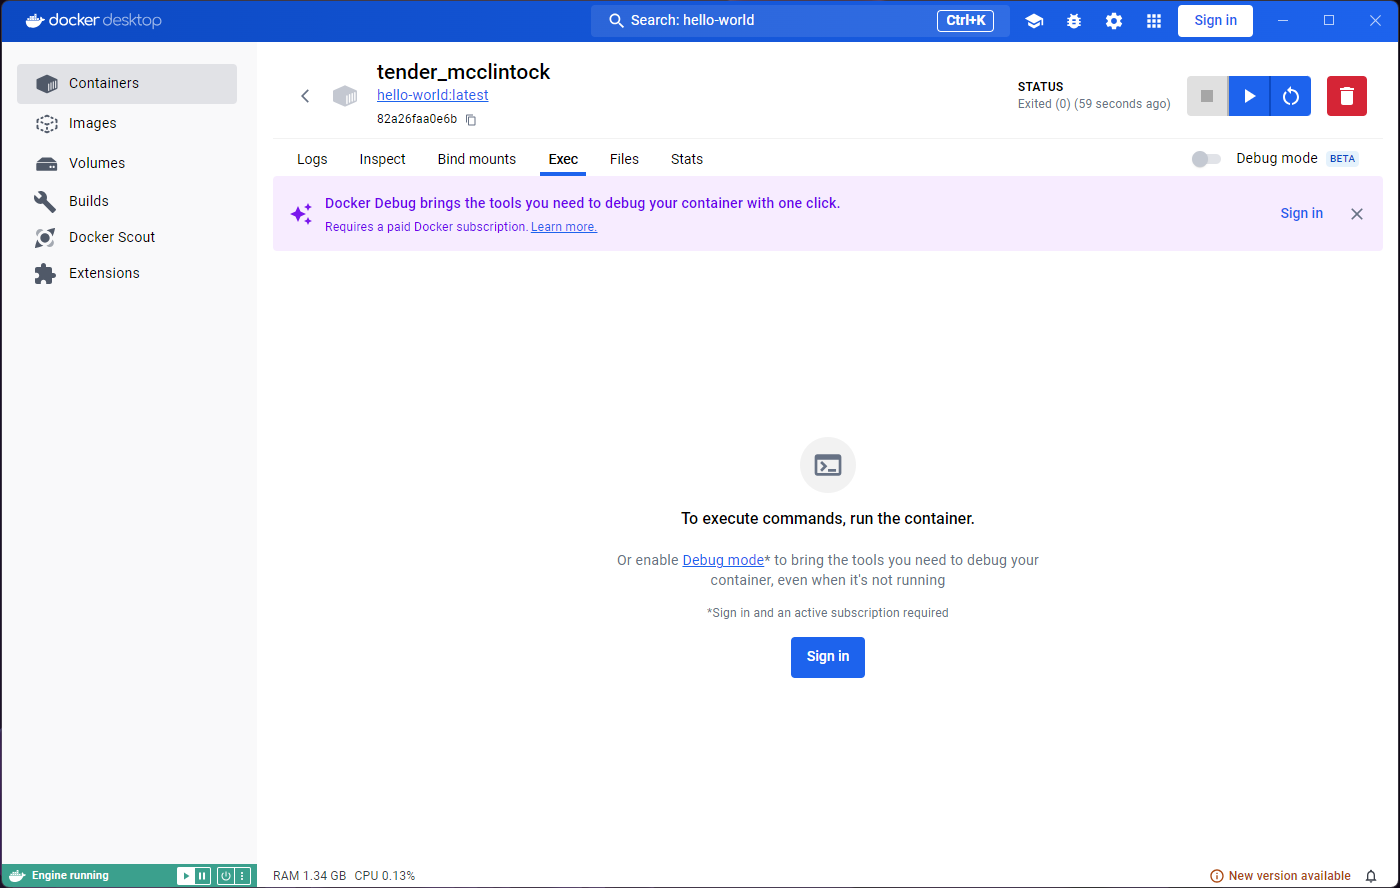 docker desktop
Search: hello-world
Ctrl+K
Sign in
Containers
Images
Volumes
Builds
Docker Scout
Extensions
tender_mcclintock
hello-world:latest
82a26faa0e6b
STATUS
Exited (0) (59 seconds ago)
Logs
Inspect
Bind mounts
Exec
Files
Stats
Debug mode
BETA
Docker Debug brings the tools you need to debug your container with one click.
Requires a paid Docker subscription. Learn more.
Sign in
To execute commands, run the container.
Or enable Debug mode* to bring the tools you need to debug your
container, even when it's not running
*Sign in and an active subscription required
Sign in
Engine running
RAM 1.34 GB CPU 0.13%
New version available